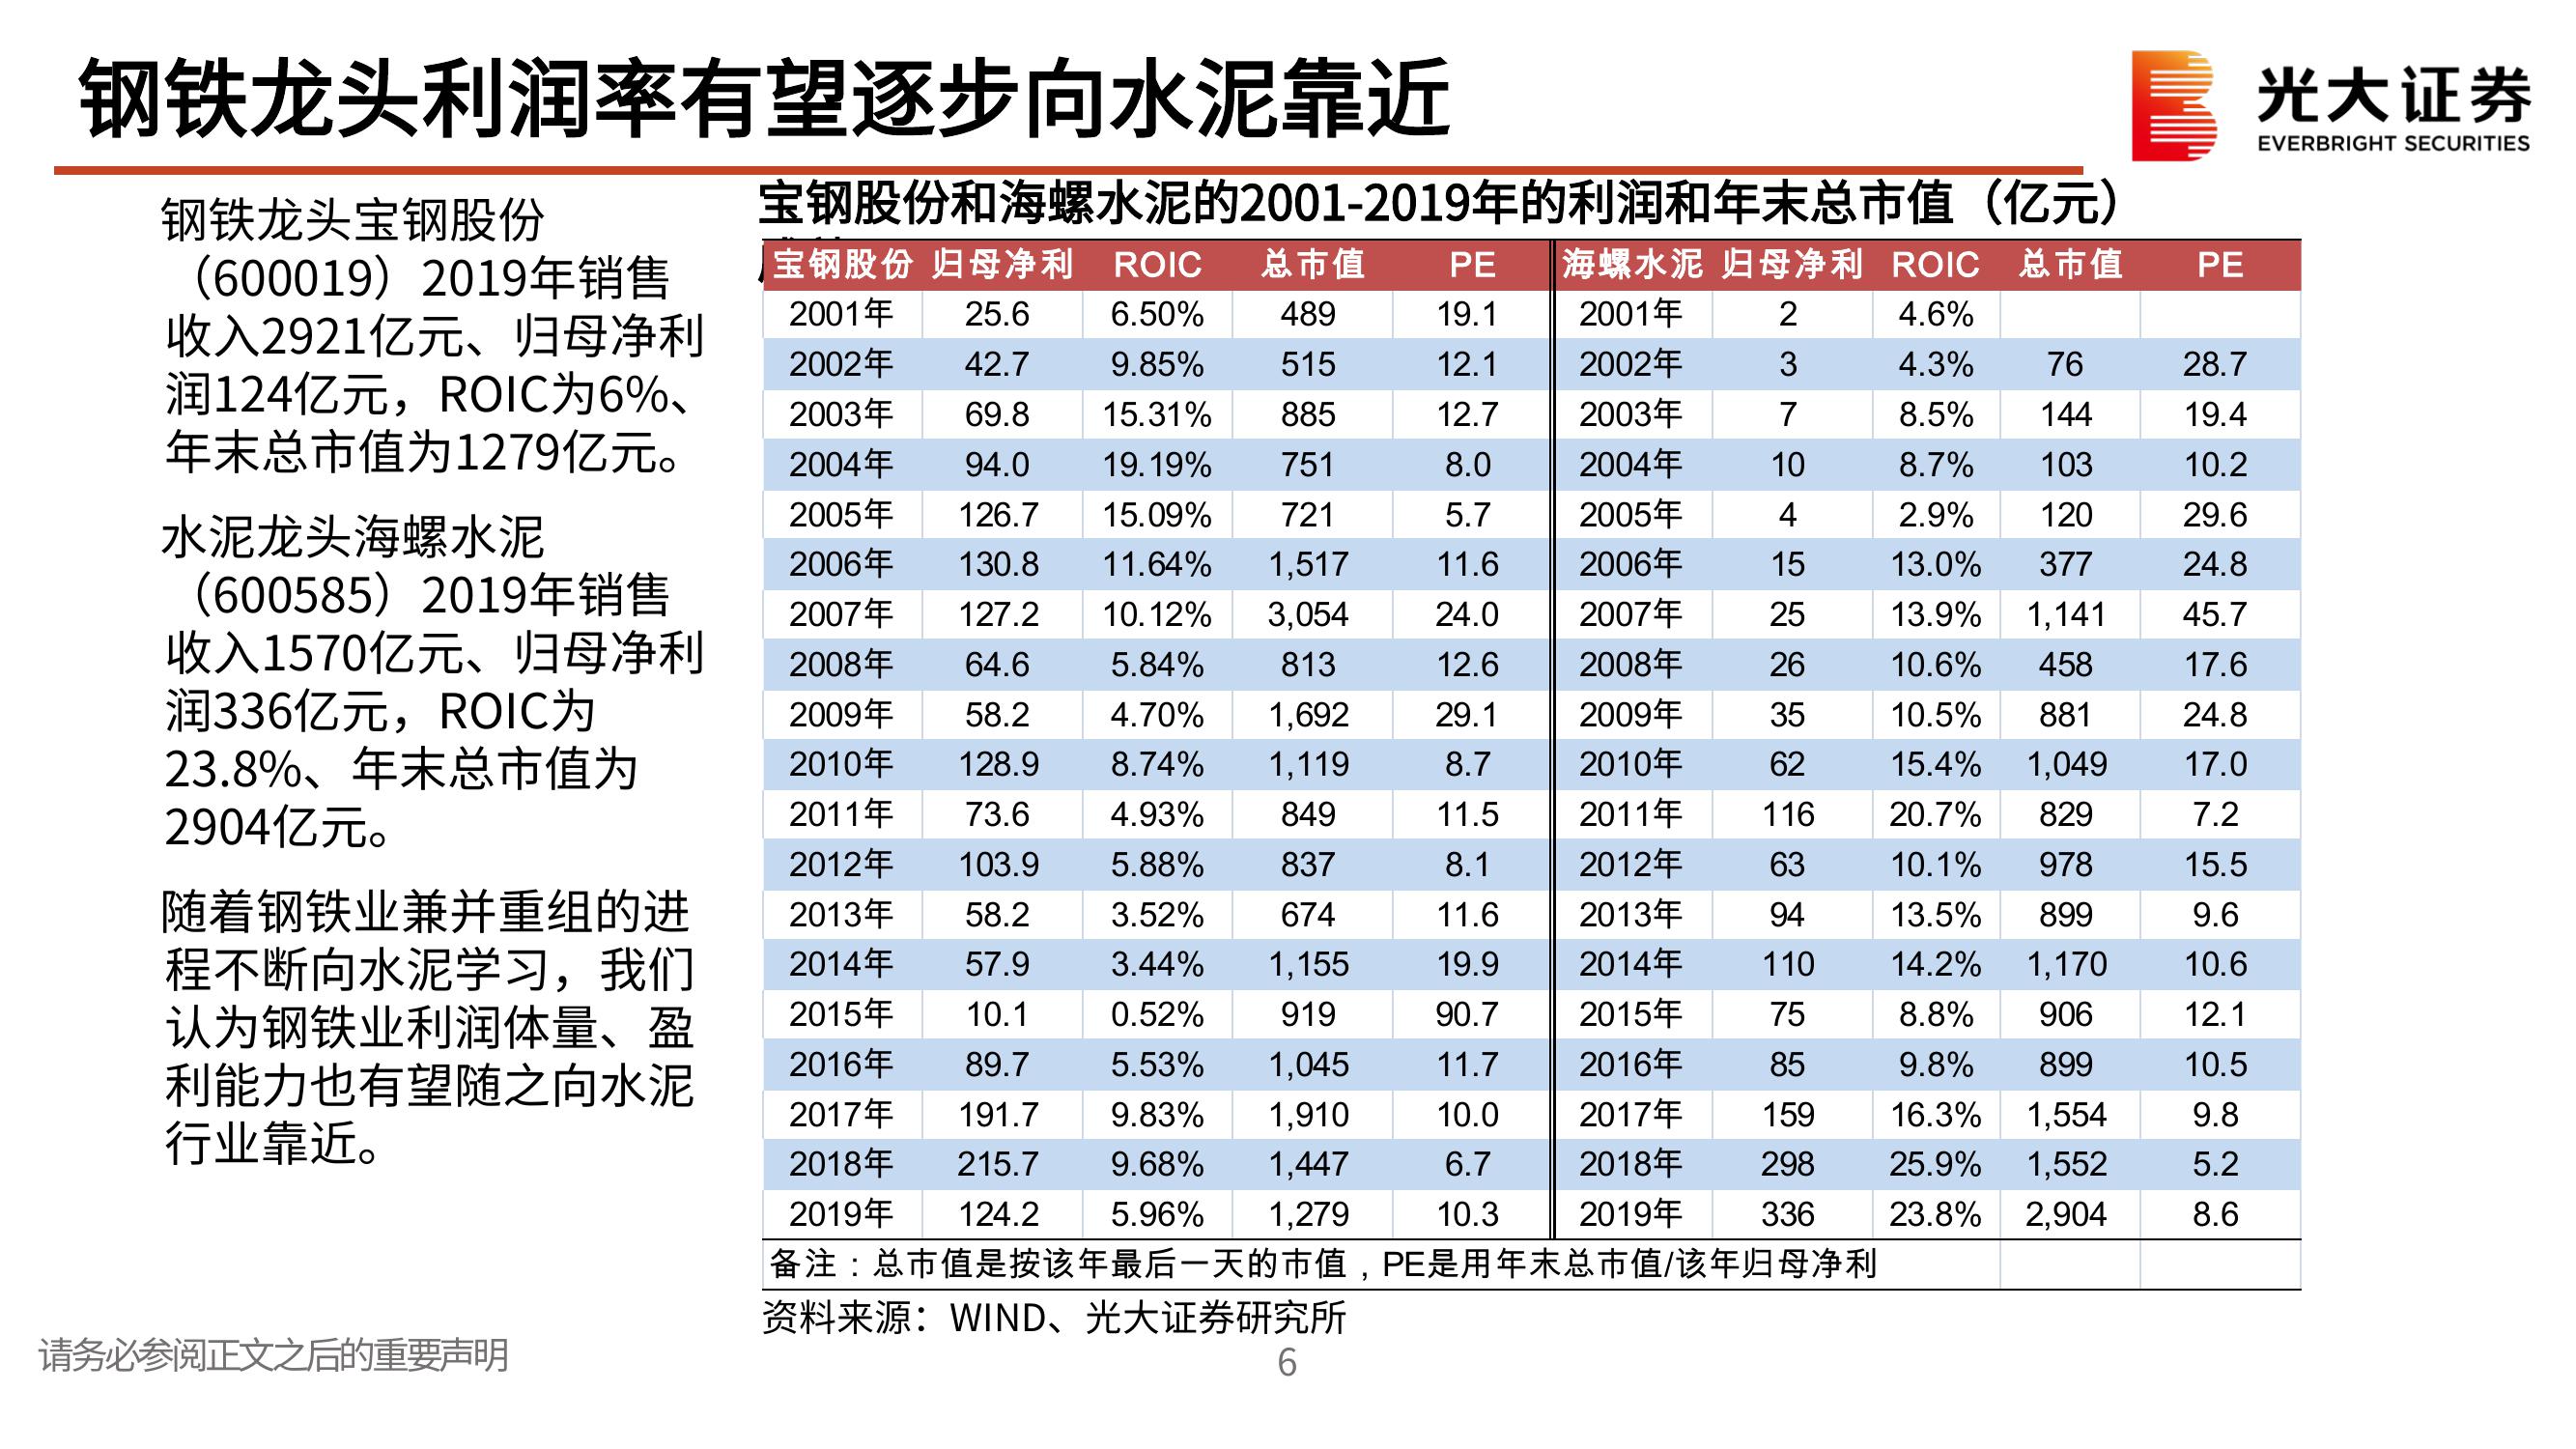 钢铁龙头利润率有望逐步向水泥靠近
光大证券
EVERBRIGHT SECURITIES
钢铁龙头宝钢股份
（600019）2019年销售
收入2921亿元、归母净利
润124亿元，ROIC为6%、
年末总市值为1279亿元。
水泥龙头海螺水泥
（600585）2019年销售
收入1570亿元、归母净利
润336亿元，ROIC为
23.8%、年末总市值为
2904亿元。
随着钢铁业兼并重组的进
程不断向水泥学习，我们
认为钢铁业利润体量、盈
利能力也有望随之向水泥
行业靠近。
宝钢股份和海螺水泥的2001-2019年的利润和年末总市值（亿元）
宝钢股份 归母净利 ROIC 总市值 PE 海螺水泥 归母净利 ROIC 总市值 PE
2001年 25.6 6.50% 489 19.1 2001年 2 4.6%
2002年 42.7 9.85% 515 12.1 2002年 3 4.3% 76 28.7
2003年 69.8 15.31% 885 12.7 2003年 7 8.5% 144 19.4
2004年 94.0 19.19% 751 8.0 2004年 10 8.7% 103 10.2
2005年 126.7 15.09% 721 5.7 2005年 4 2.9% 120 29.6
2006年 130.8 11.64% 1,517 11.6 2006年 15 13.0% 377 24.8
2007年 127.2 10.12% 3,054 24.0 2007年 25 13.9% 1,141 45.7
2008年 64.6 5.84% 813 12.6 2008年 26 10.6% 458 17.6
2009年 58.2 4.70% 1,692 29.1 2009年 35 10.5% 881 24.8
2010年 128.9 8.74% 1,119 8.7 2010年 62 15.4% 1,049 17.0
2011年 73.6 4.93% 849 11.5 2011年 116 20.7% 829 7.2
2012年 103.9 5.88% 837 8.1 2012年 63 10.1% 978 15.5
2013年 58.2 3.52% 674 11.6 2013年 94 13.5% 899 9.6
2014年 57.9 3.44% 1,155 19.9 2014年 110 14.2% 1,170 10.6
2015年 10.1 0.52% 919 90.7 2015年 75 8.8% 906 12.1
2016年 89.7 5.53% 1,045 11.7 2016年 85 9.8% 899 10.5
2017年 191.7 9.83% 1,910 10.0 2017年 159 16.3% 1,554 9.8
2018年 215.7 9.68% 1,447 6.7 2018年 298 25.9% 1,552 5.2
2019年 124.2 5.96% 1,279 10.3 2019年 336 23.8% 2,904 8.6
备注：总市值是按该年最后一天的市值，PE是用年末总市值/该年归母净利
资料来源：WIND、光大证券研究所
请务必参阅正文之后的重要声明
6